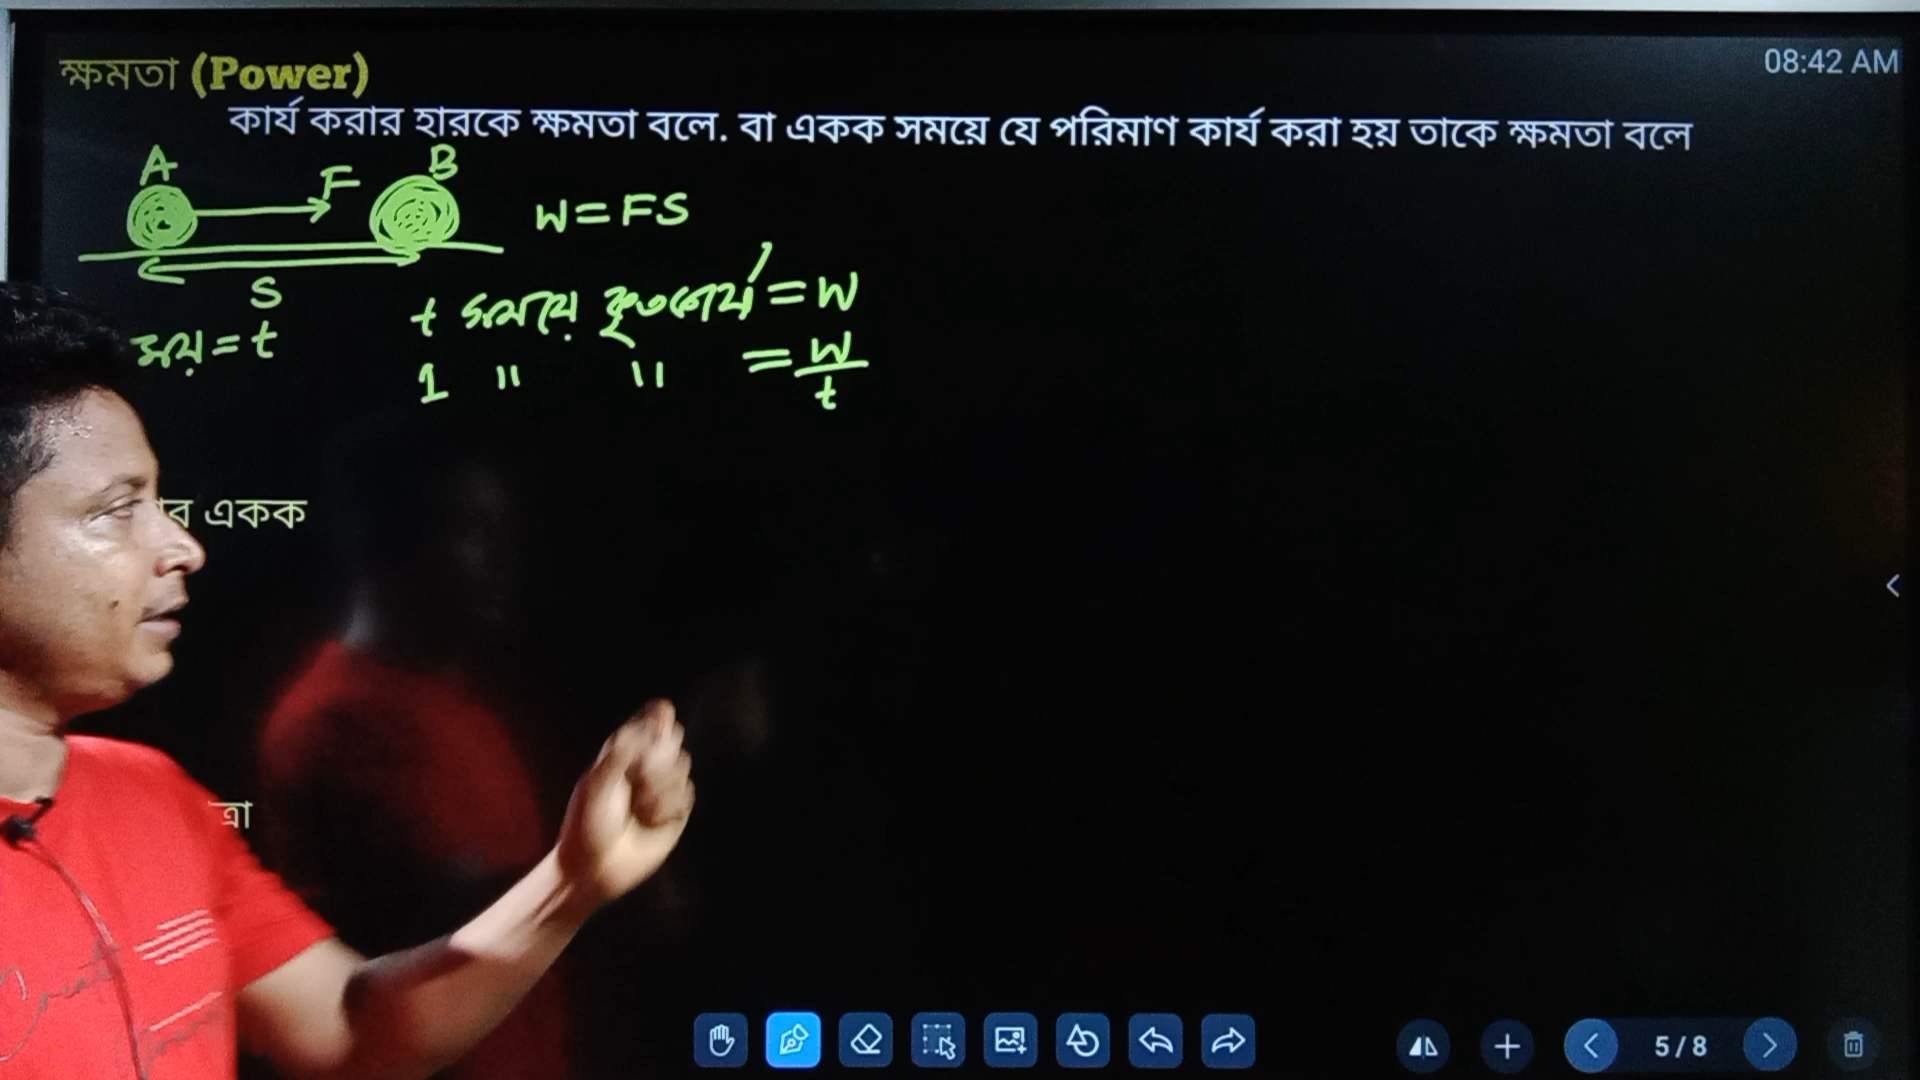 ক্ষমতা (Power)
08:42 AM
কার্য করার হারকে ক্ষমতা বলে. বা একক সময়ে যে পরিমাণ কার্য করা হয় তাকে ক্ষমতা বলে
A F B
W = FS
S
সময় = t
t সময়ে কৃতকার্য = W
1 " " = W/t
র একক
ত্রা
5 / 8